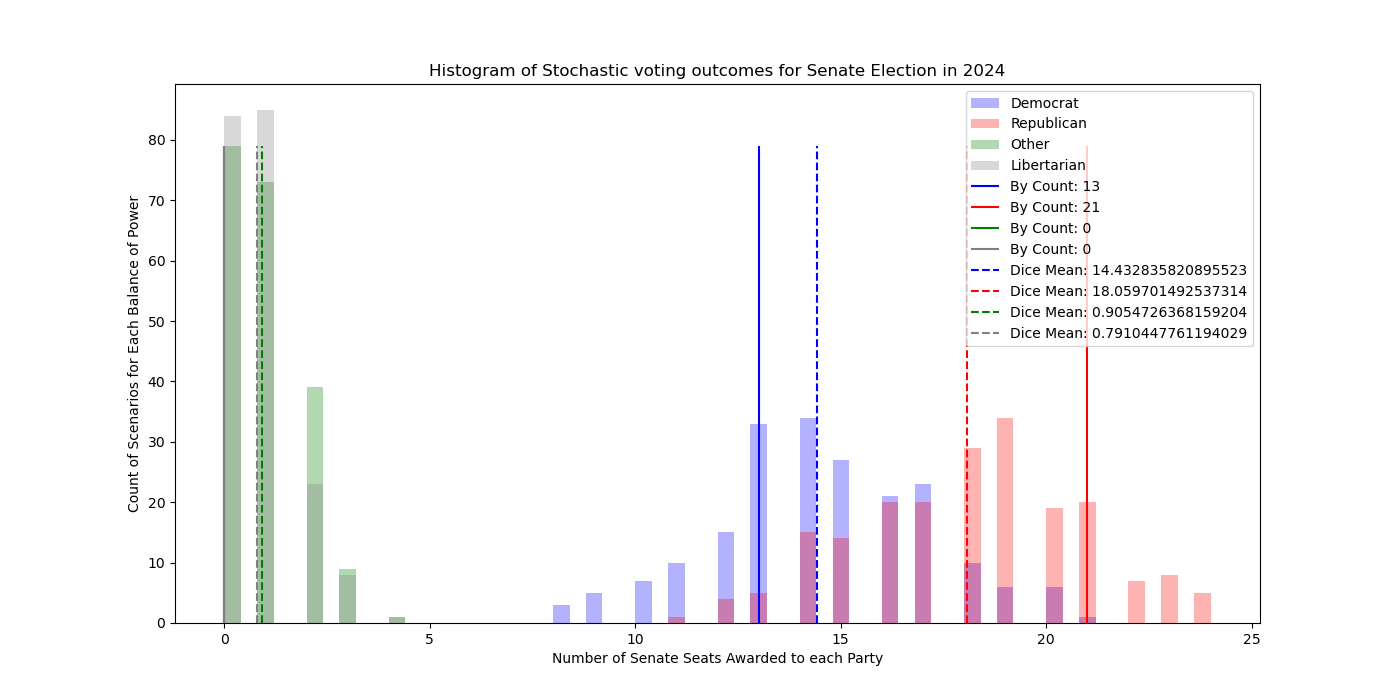 Histogram of Stochastic voting outcomes for Senate Election in 2024
Democrat
Republican
Other
Libertarian
By Count: 13
By Count: 21
By Count: 0
By Count: 0
Dice Mean: 14.432835820895523
Dice Mean: 18.059701492537314
Dice Mean: 0.9054726368159204
Dice Mean: 0.7910447761194029
Count of Scenarios for Each Balance of Power
80
70
60
50
40
30
20
10
0
0 5 10 15 20 25
Number of Senate Seats Awarded to each Party